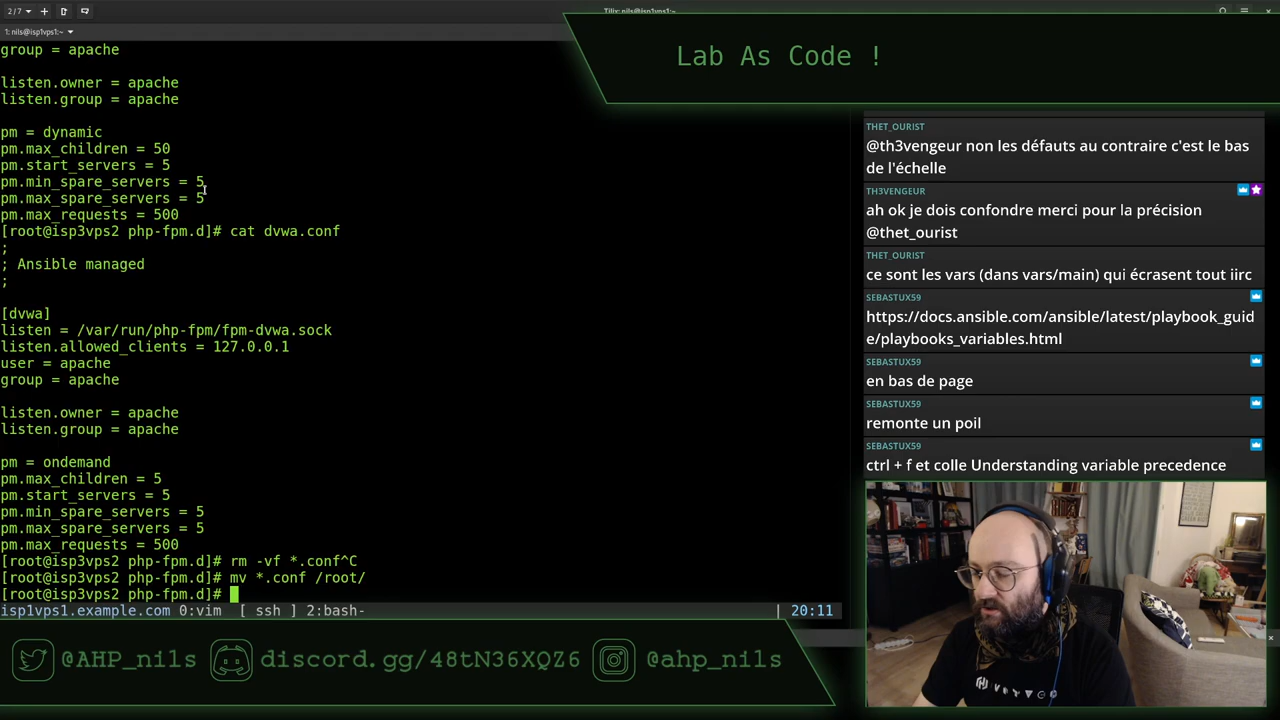 2/7
Tilix: nils@isp1vps1:~
1: nils@isp1vps1:~
Lab As Code !
group = apache
listen.owner = apache
listen.group = apache
pm = dynamic
pm.max_children = 50
pm.start_servers = 5
pm.min_spare_servers = 5
pm.max_spare_servers = 5
pm.max_requests = 500
[root@isp3vps2 php-fpm.d]# cat dvwa.conf
;
; Ansible managed
;
[dvwa]
listen = /var/run/php-fpm/fpm-dvwa.sock
listen.allowed_clients = 127.0.0.1
user = apache
group = apache
listen.owner = apache
listen.group = apache
pm = ondemand
pm.max_children = 5
pm.start_servers = 5
pm.min_spare_servers = 5
pm.max_spare_servers = 5
pm.max_requests = 500
[root@isp3vps2 php-fpm.d]# rm -vf *.conf^C
[root@isp3vps2 php-fpm.d]# mv *.conf /root/
[root@isp3vps2 php-fpm.d]#
isp1vps1.example.com 0:vim  [ ssh ] 2:bash- | 20:11
THET_OURIST
@th3vengeur non les défauts au contraire c'est le bas
de l'échelle
TH3VENGEUR
ah ok je dois confondre merci pour la précision
@thet_ourist
THET_OURIST
ce sont les vars (dans vars/main) qui écrasent tout iirc
SEBASTUX59
https://docs.ansible.com/ansible/latest/playbook_guid
e/playbooks_variables.html
SEBASTUX59
en bas de page
SEBASTUX59
remonte un poil
SEBASTUX59
ctrl + f et colle Understanding variable precedence
@AHP_nils discord.gg/48tN36XQZ6 @ahp_nils